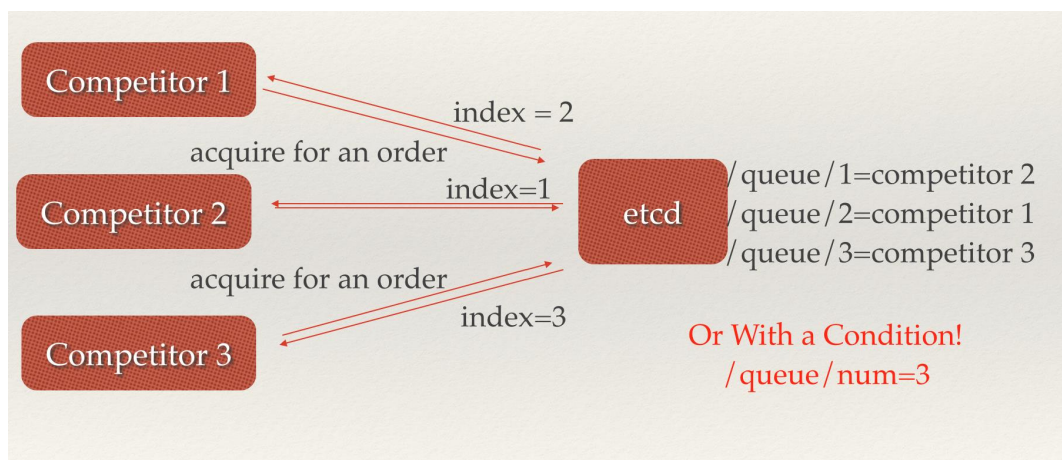 Competitor 1
index = 2
acquire for an order
Competitor 2
index=1
etcd
/queue/1=competitor 2
/queue/2=competitor 1
/queue/3=competitor 3
acquire for an order
index=3
Competitor 3
Or With a Condition!
/queue/num=3